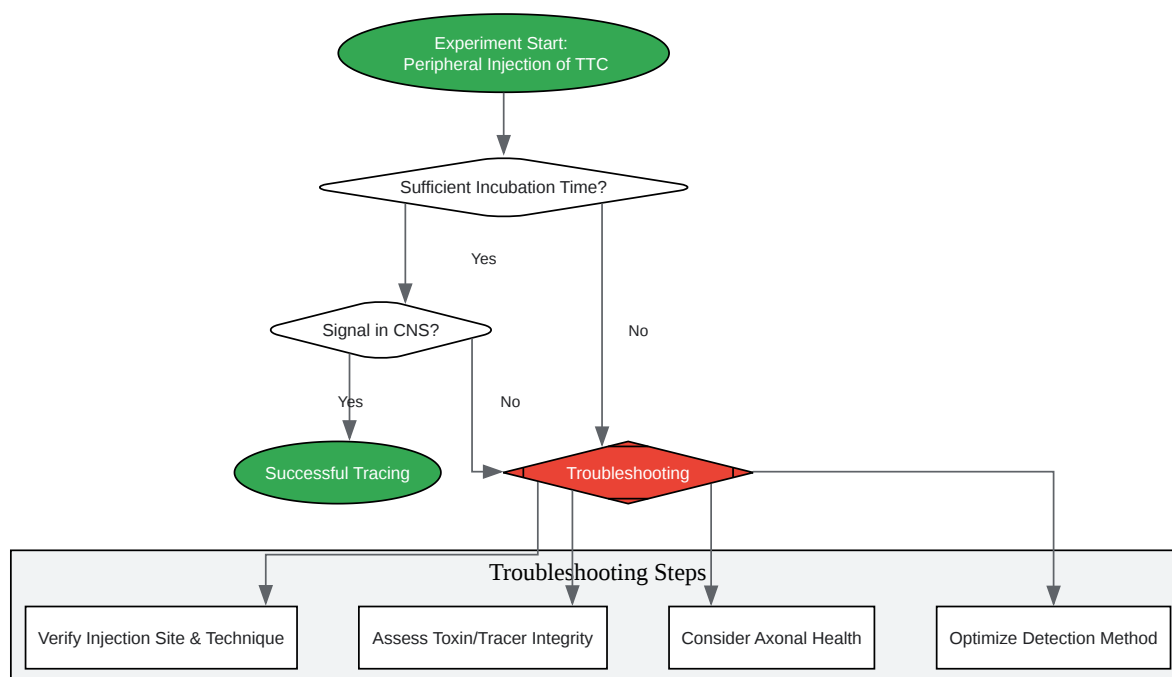 Experiment Start:
Peripheral Injection of TTC
Sufficient Incubation Time?
Yes
Signal in CNS?
No
Yes
No
Successful Tracing
Troubleshooting
Troubleshooting Steps
Verify Injection Site & Technique
Assess Toxin/Tracer Integrity
Consider Axonal Health
Optimize Detection Method